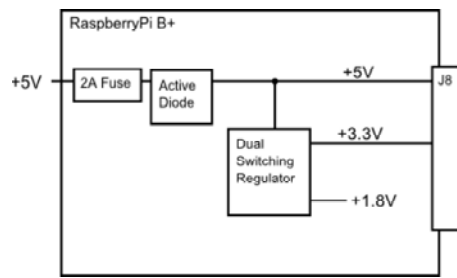 RaspberryPi B+
+5V
2A Fuse
Active
Diode
+5V
J8
Dual
Switching
Regulator
+3.3V
+1.8V